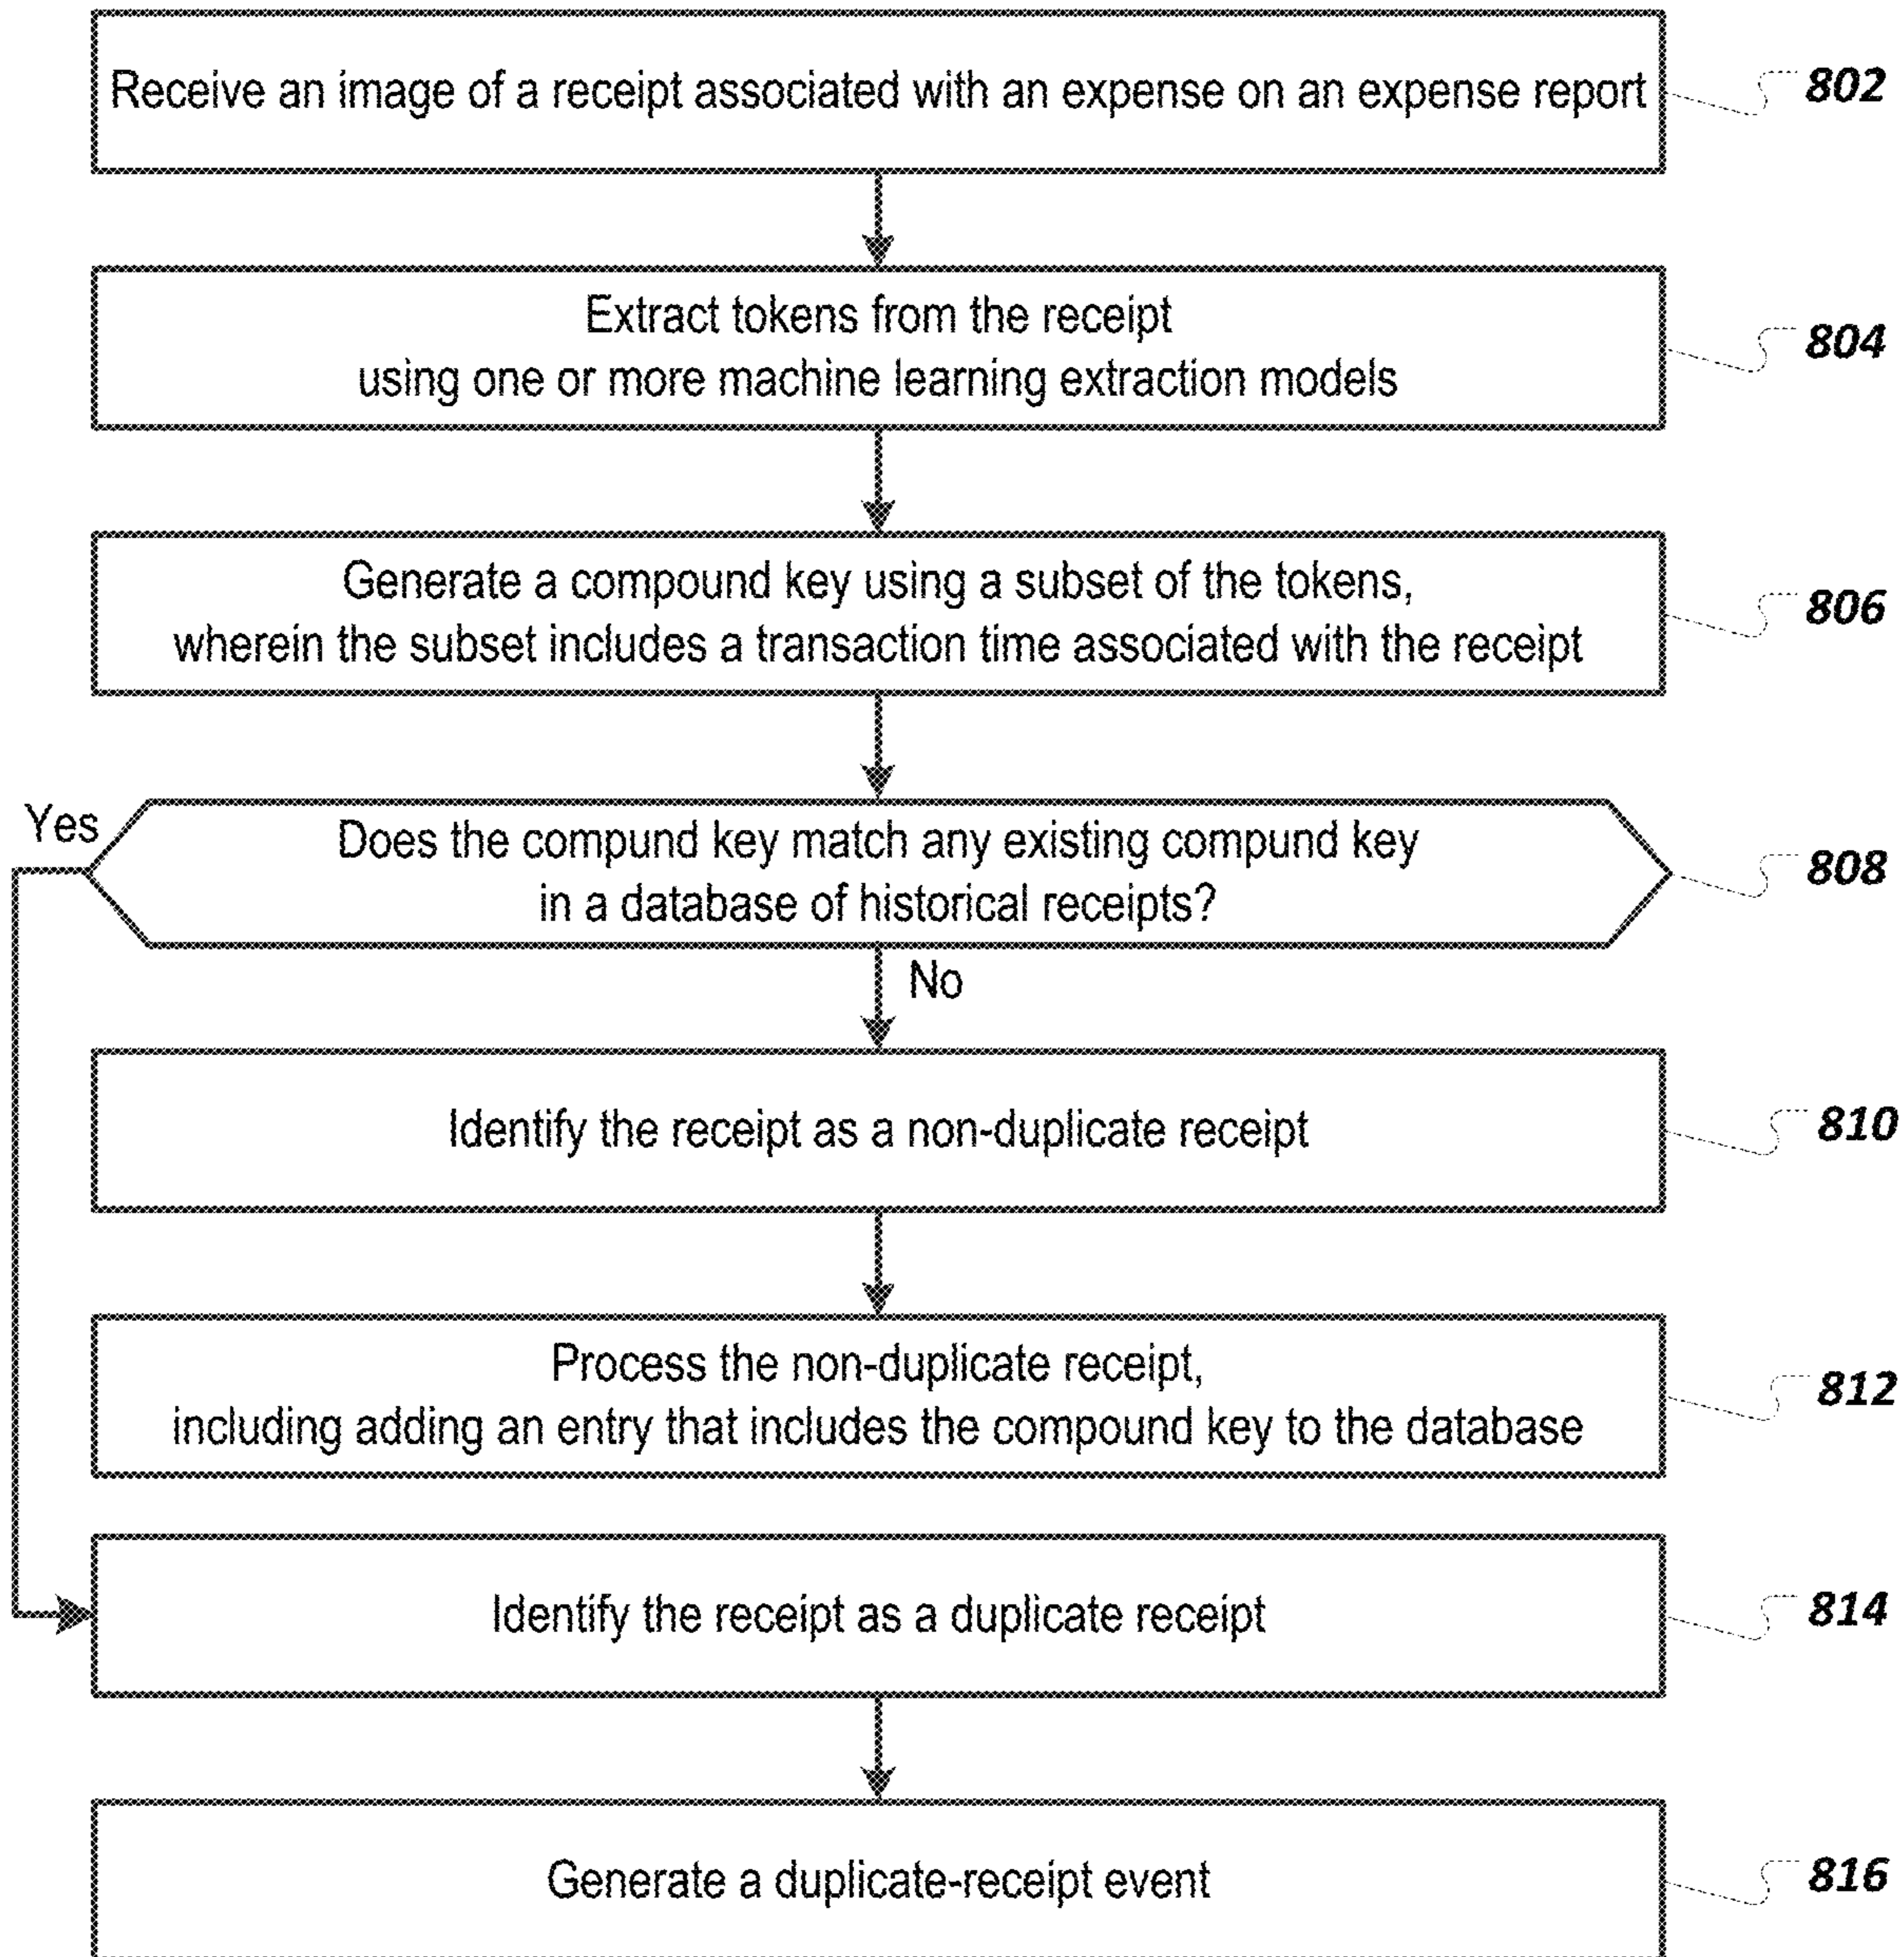 Receive an image of a receipt associated with an expense on an expense report
802
Extract tokens from the receipt
using one or more machine learning extraction models
804
Generate a compound key using a subset of the tokens,
wherein the subset includes a transaction time associated with the receipt
806
Yes
Does the compund key match any existing compund key
in a database of historical receipts?
808
No
Identify the receipt as a non-duplicate receipt
810
Process the non-duplicate receipt,
including adding an entry that includes the compound key to the database
812
Identify the receipt as a duplicate receipt
814
Generate a duplicate-receipt event
816